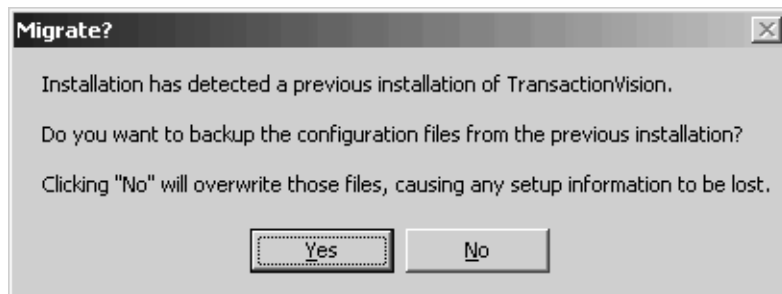 Migrate?
Installation has detected a previous installation of TransactionVision.
Do you want to backup the configuration files from the previous installation?
Clicking "No" will overwrite those files, causing any setup information to be lost.
Yes No